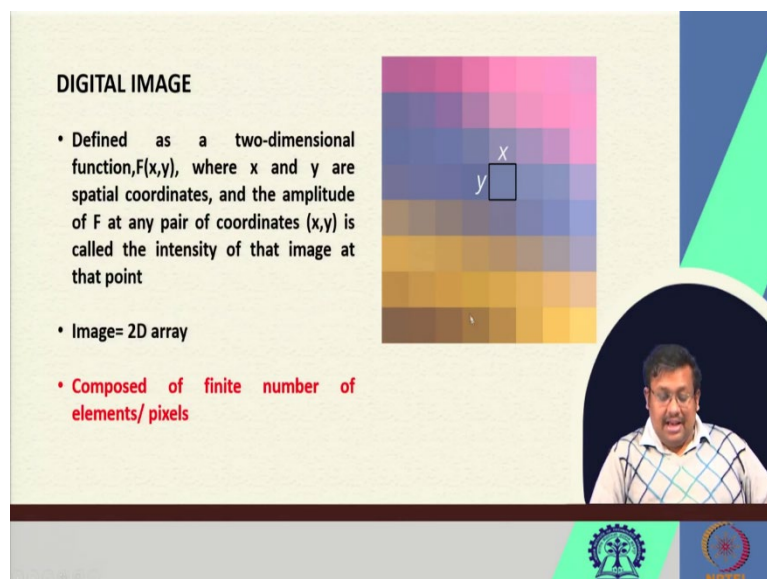 DIGITAL IMAGE
• Defined as a two-dimensional
function,F(x,y), where x and y are
spatial coordinates, and the amplitude
of F at any pair of coordinates (x,y) is
called the intensity of that image at
that point
• Image= 2D array
• Composed of finite number of
elements/ pixels
x
y